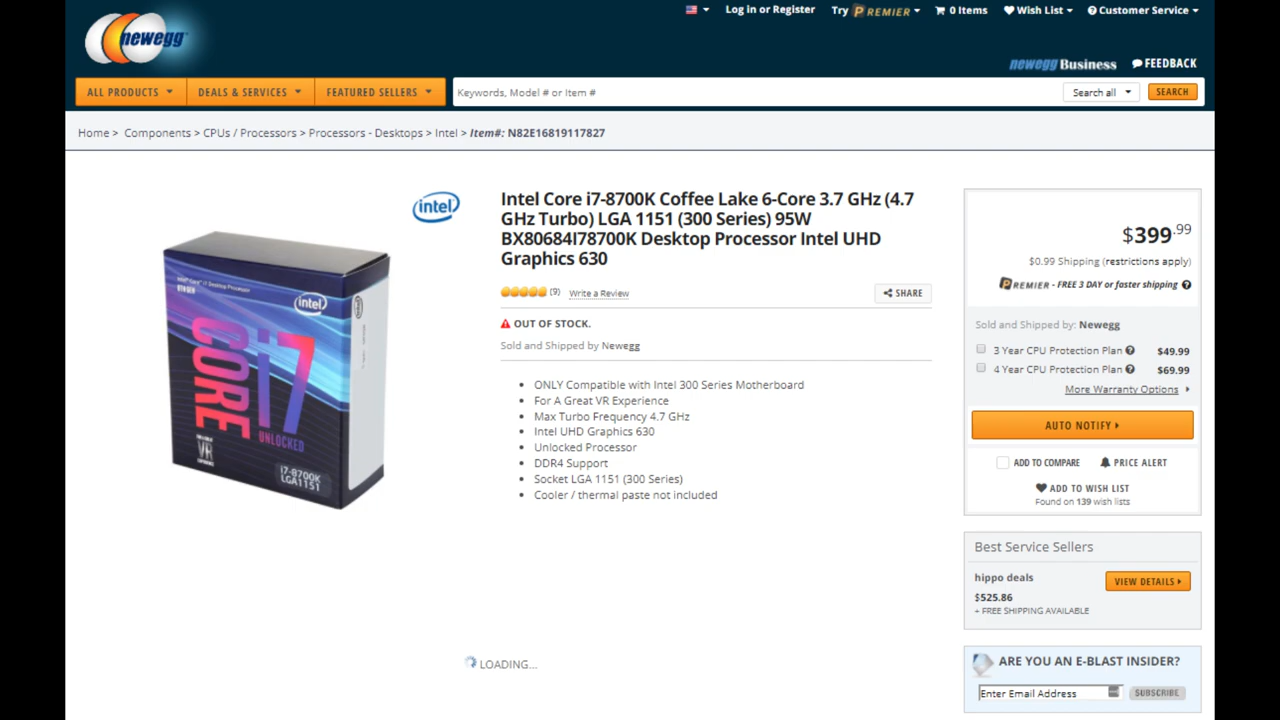 Log in or Register
Try PREMIER
0 Items
Wish List
Customer Service
newegg
newegg Business
FEEDBACK
ALL PRODUCTS
DEALS & SERVICES
FEATURED SELLERS
Keywords, Model # or Item #
Search all
SEARCH
Home > Components > CPUs / Processors > Processors - Desktops > Intel > Item#: N82E16819117827
intel
Intel Core i7-8700K Coffee Lake 6-Core 3.7 GHz (4.7
GHz Turbo) LGA 1151 (300 Series) 95W
BX80684I78700K Desktop Processor Intel UHD
Graphics 630
(9) Write a Review
SHARE
OUT OF STOCK.
Sold and Shipped by Newegg
ONLY Compatible with Intel 300 Series Motherboard
For A Great VR Experience
Max Turbo Frequency 4.7 GHz
Intel UHD Graphics 630
Unlocked Processor
DDR4 Support
Socket LGA 1151 (300 Series)
Cooler / thermal paste not included
intel
CORE i7
UNLOCKED
VR
i7-8700K
LGA1151
LOADING...
$399.99
$0.99 Shipping (restrictions apply)
PREMIER - FREE 3 DAY or faster shipping
Sold and Shipped by: Newegg
3 Year CPU Protection Plan $49.99
4 Year CPU Protection Plan $69.99
More Warranty Options
AUTO NOTIFY
ADD TO COMPARE
PRICE ALERT
ADD TO WISH LIST
Found on 139 wish lists
Best Service Sellers
hippo deals
$525.86
+ FREE SHIPPING AVAILABLE
VIEW DETAILS
ARE YOU AN E-BLAST INSIDER?
Enter Email Address
SUBSCRIBE